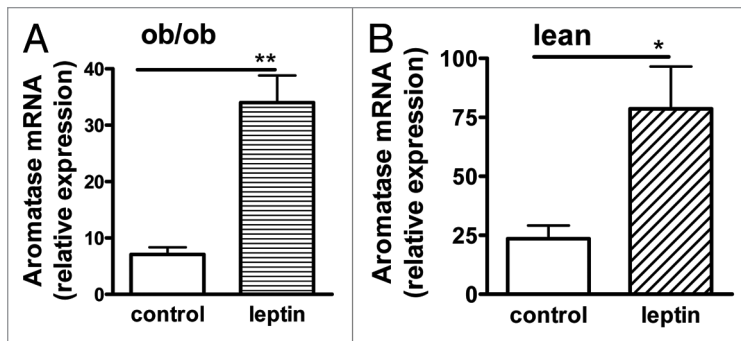 A
ob/ob
**
Aromatase mRNA
(relative expression)
40
30
20
10
0
control
leptin
B
lean
*
Aromatase mRNA
(relative expression)
100
75
50
25
0
control
leptin